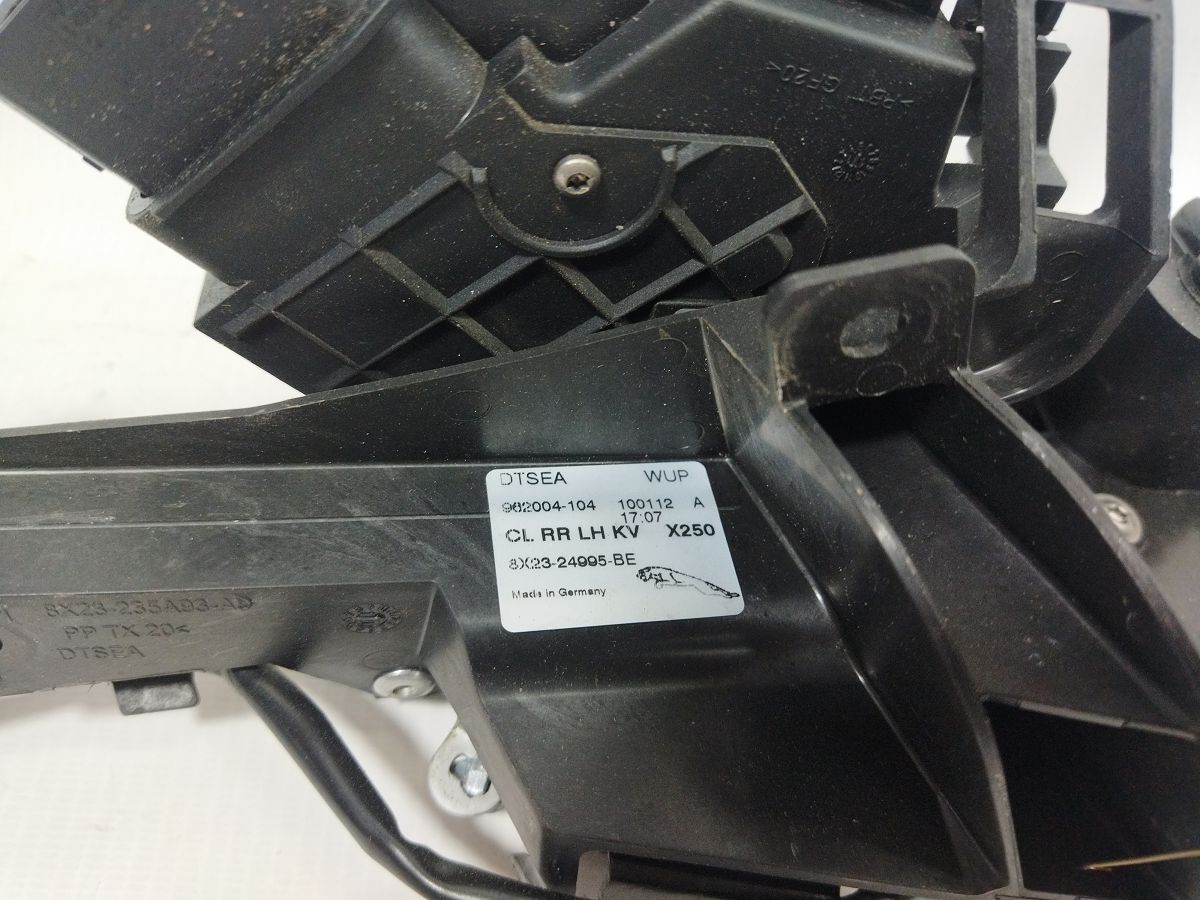 >PBT GF20<
DTSEA WUP
962004-104 100112 A
17:07
CL. RR LH KV X250
8X23-24995-BE
Made in Germany
8X23-235A93-AD
PP TX 20<
DTSEA